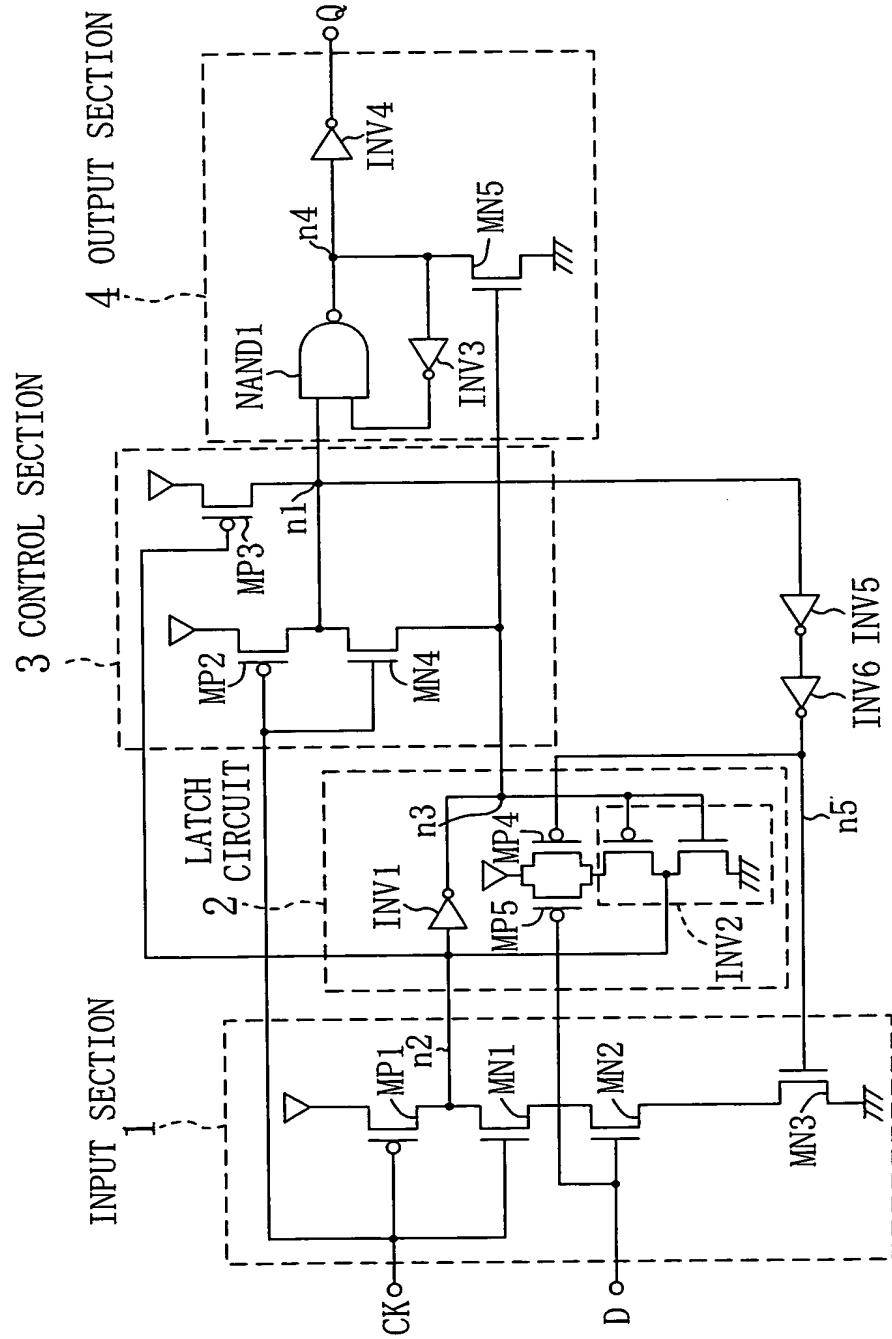 INPUT SECTION
1
CK
D
MP1
n2
MN1
MN2
MN3
LATCH
CIRCUIT
2
INV1
n3
MP4
MP5
INV2
n5
INV6
INV5
3 CONTROL SECTION
MP2
MN4
MP3
n1
4 OUTPUT SECTION
NAND1
n4
INV3
INV4
MN5
Q